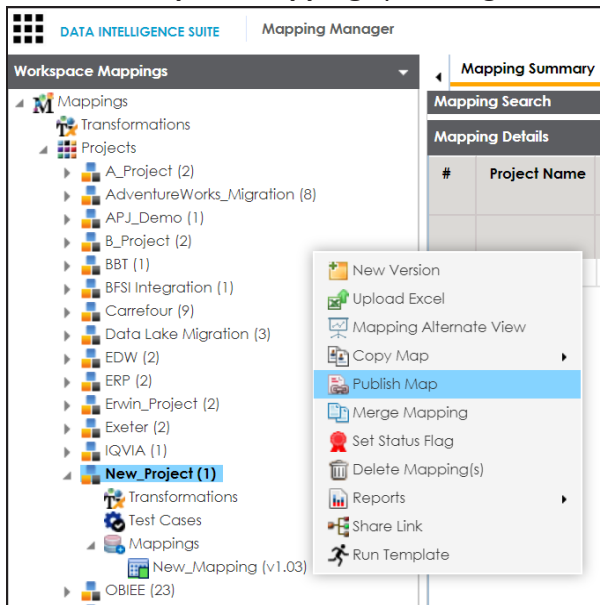 DATA INTELLIGENCE SUITE Mapping Manager
Workspace Mappings
Mappings
Transformations
Projects
A_Project (2)
AdventureWorks_Migration (8)
APJ_Demo (1)
B_Project (2)
BBT (1)
BFSI Integration (1)
Carrefour (9)
Data Lake Migration (3)
EDW (2)
ERP (2)
Erwin_Project (2)
Exeter (2)
IQVIA (1)
New_Project (1)
Transformations
Test Cases
Mappings
New_Mapping (v1.03)
OBIEE (23)
Mapping Summary
Mapping Search
Mapping Details
# Project Name
New Version
Upload Excel
Mapping Alternate View
Copy Map
Publish Map
Merge Mapping
Set Status Flag
Delete Mapping(s)
Reports
Share Link
Run Template